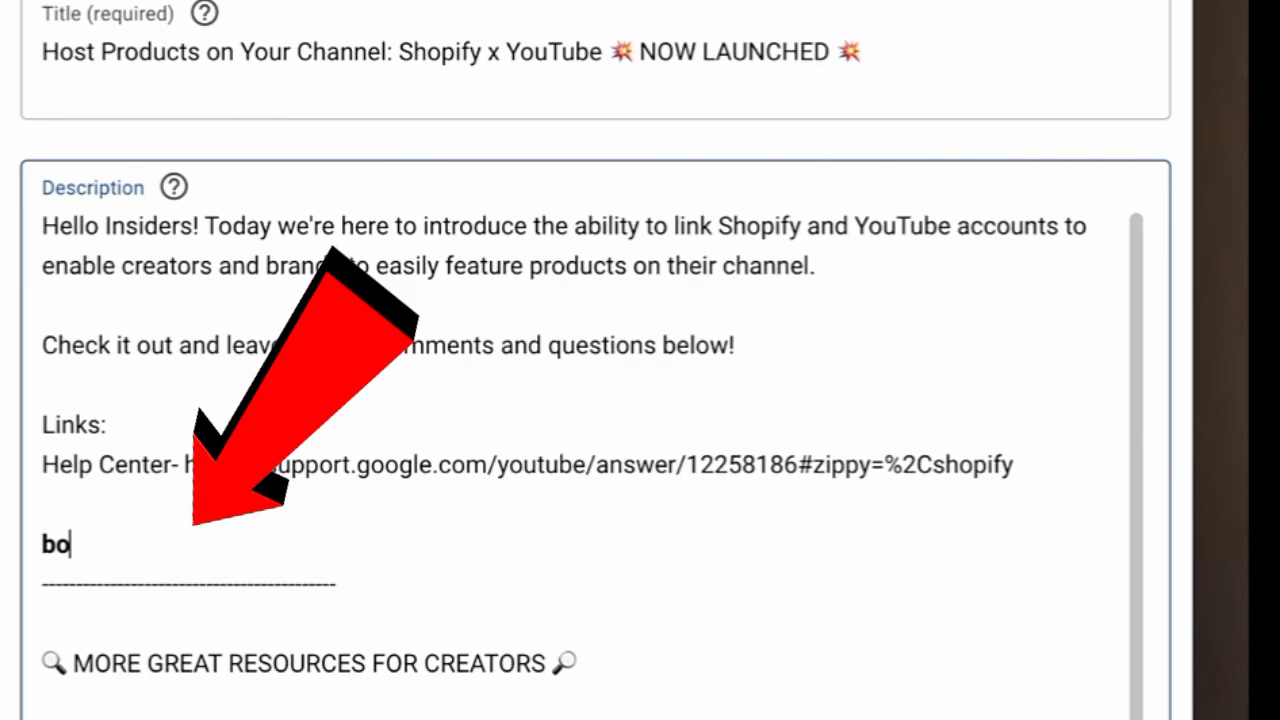 Title (required) ?
Host Products on Your Channel: Shopify x YouTube 💥 NOW LAUNCHED 💥
Description ?
Hello Insiders! Today we're here to introduce the ability to link Shopify and YouTube accounts to
enable creators and to easily feature products on their channel.
Check it out and and questions below!
Links:
Help Center- upport.google.com/youtube/answer/12258186#zippy=%2Cshopify
bo
------------------------------------------
🔍 MORE GREAT RESOURCES FOR CREATORS 🔎